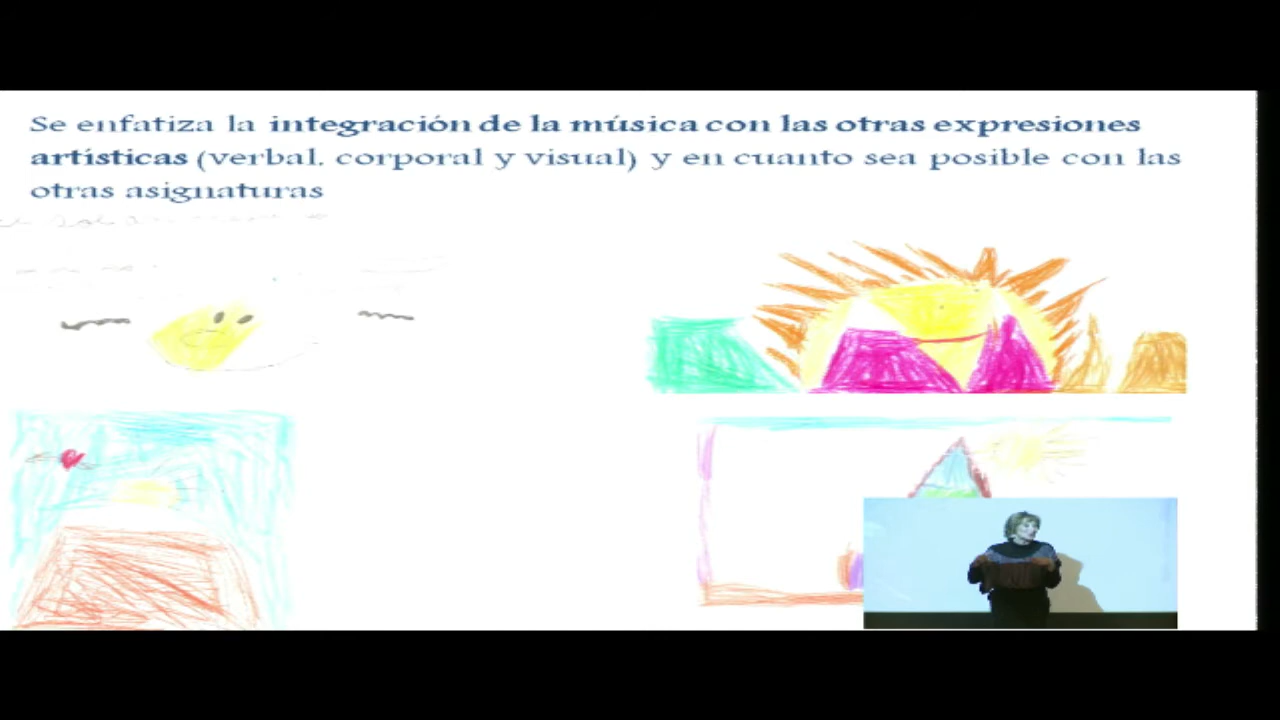 Se enfatiza la integración de la música con las otras expresiones
artísticas (verbal, corporal y visual) y en cuanto sea posible con las
otras asignaturas